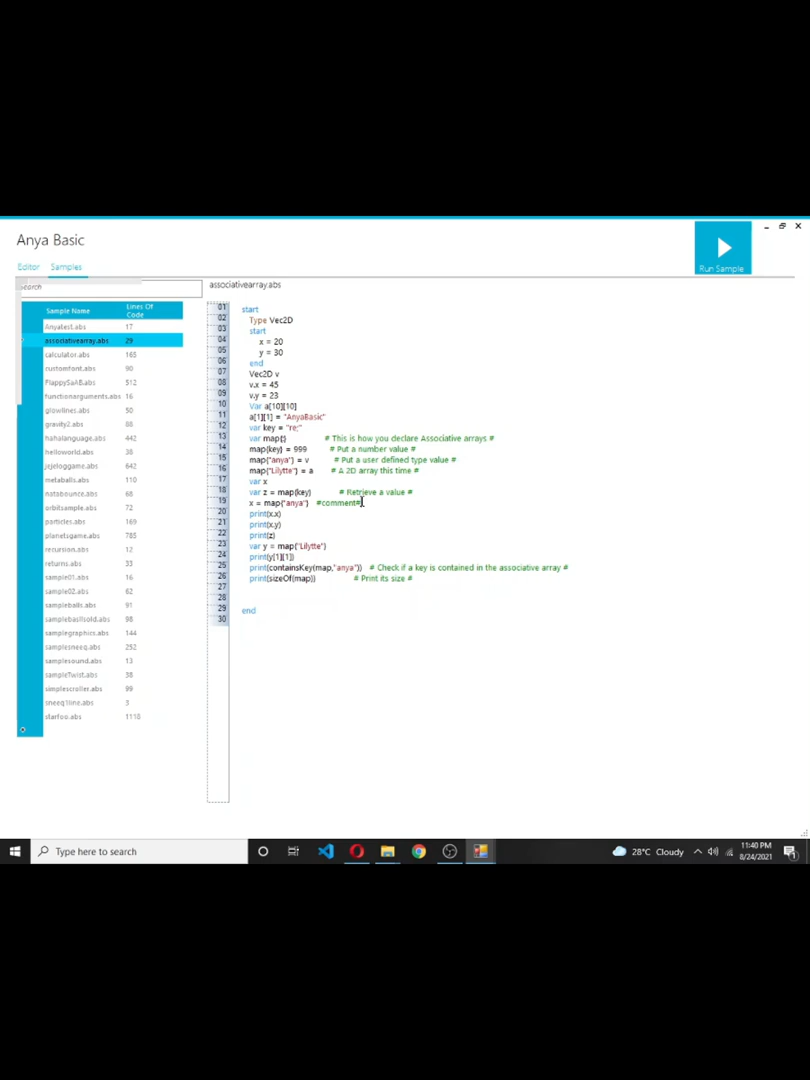 Anya Basic
Run Sample
Editor Samples
search
associativearray.abs
Sample Name Lines Of Code
Anyatest.abs 17
associativearray.abs 29
calculator.abs 165
customfont.abs 90
FlappySaAB.abs 512
functionarguments.abs 16
glowlines.abs 50
gravity2.abs 88
hahalanguage.abs 442
helloworld.abs 38
jejeloggame.abs 642
metaballs.abs 110
natabounce.abs 68
orbitsample.abs 72
particles.abs 169
planetsgame.abs 785
recursion.abs 12
returns.abs 33
sample01.abs 16
sample02.abs 62
sampleballs.abs 91
samplebasilsold.abs 98
samplegraphics.abs 144
samplesneeq.abs 252
samplesound.abs 13
sampleTwist.abs 38
simplescroller.abs 99
sneeq1line.abs 3
starfoo.abs 1110
01 start
02 Type Vec2D
03 start
04 x = 20
05 y = 30
06 end
07 Vec2D v
08 v.x = 45
09 v.y = 23
10 Var a[10][10]
11 a[1][1] = "AnyaBasic"
12 var key = "re;"
13 var map{} # This is how you declare Associative arrays #
14 map{key} = 999 # Put a number value #
15 map{"anya"} = v # Put a user defined type value #
16 map{"Lilytte"} = a # A 2D array this time #
17 var x
18 var z = map{key} # Retrieve a value #
19 x = map{"anya"} #comment#
20 print(x.x)
21 print(x.y)
22 print(z)
23 var y = map{"Lilytte"}
24 print(y[1][1])
25 print(containsKey(map,"anya")) # Check if a key is contained in the associative array #
26 print(sizeOf(map)) # Print its size #
27
28
29 end
30
Type here to search
28°C Cloudy
11:40 PM
8/24/2021
1